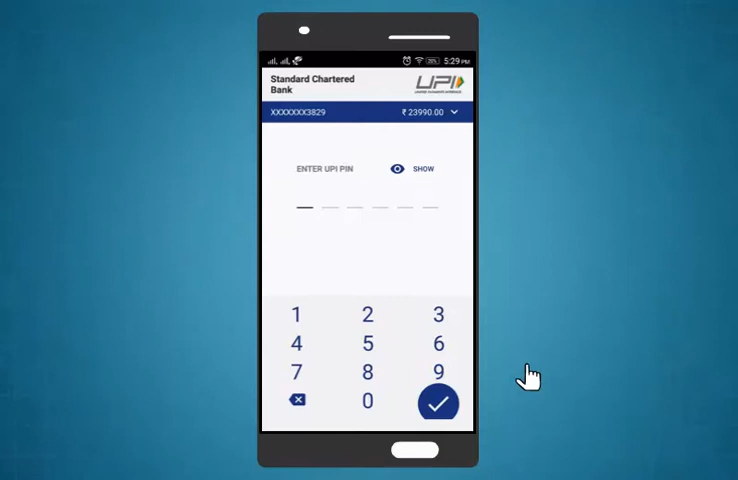 5:29 PM
Standard Chartered
Bank
UPI
UNIFIED PAYMENTS INTERFACE
XXXXXXX3829
₹ 23990.00
ENTER UPI PIN
SHOW
1 2 3
4 5 6
7 8 9
0